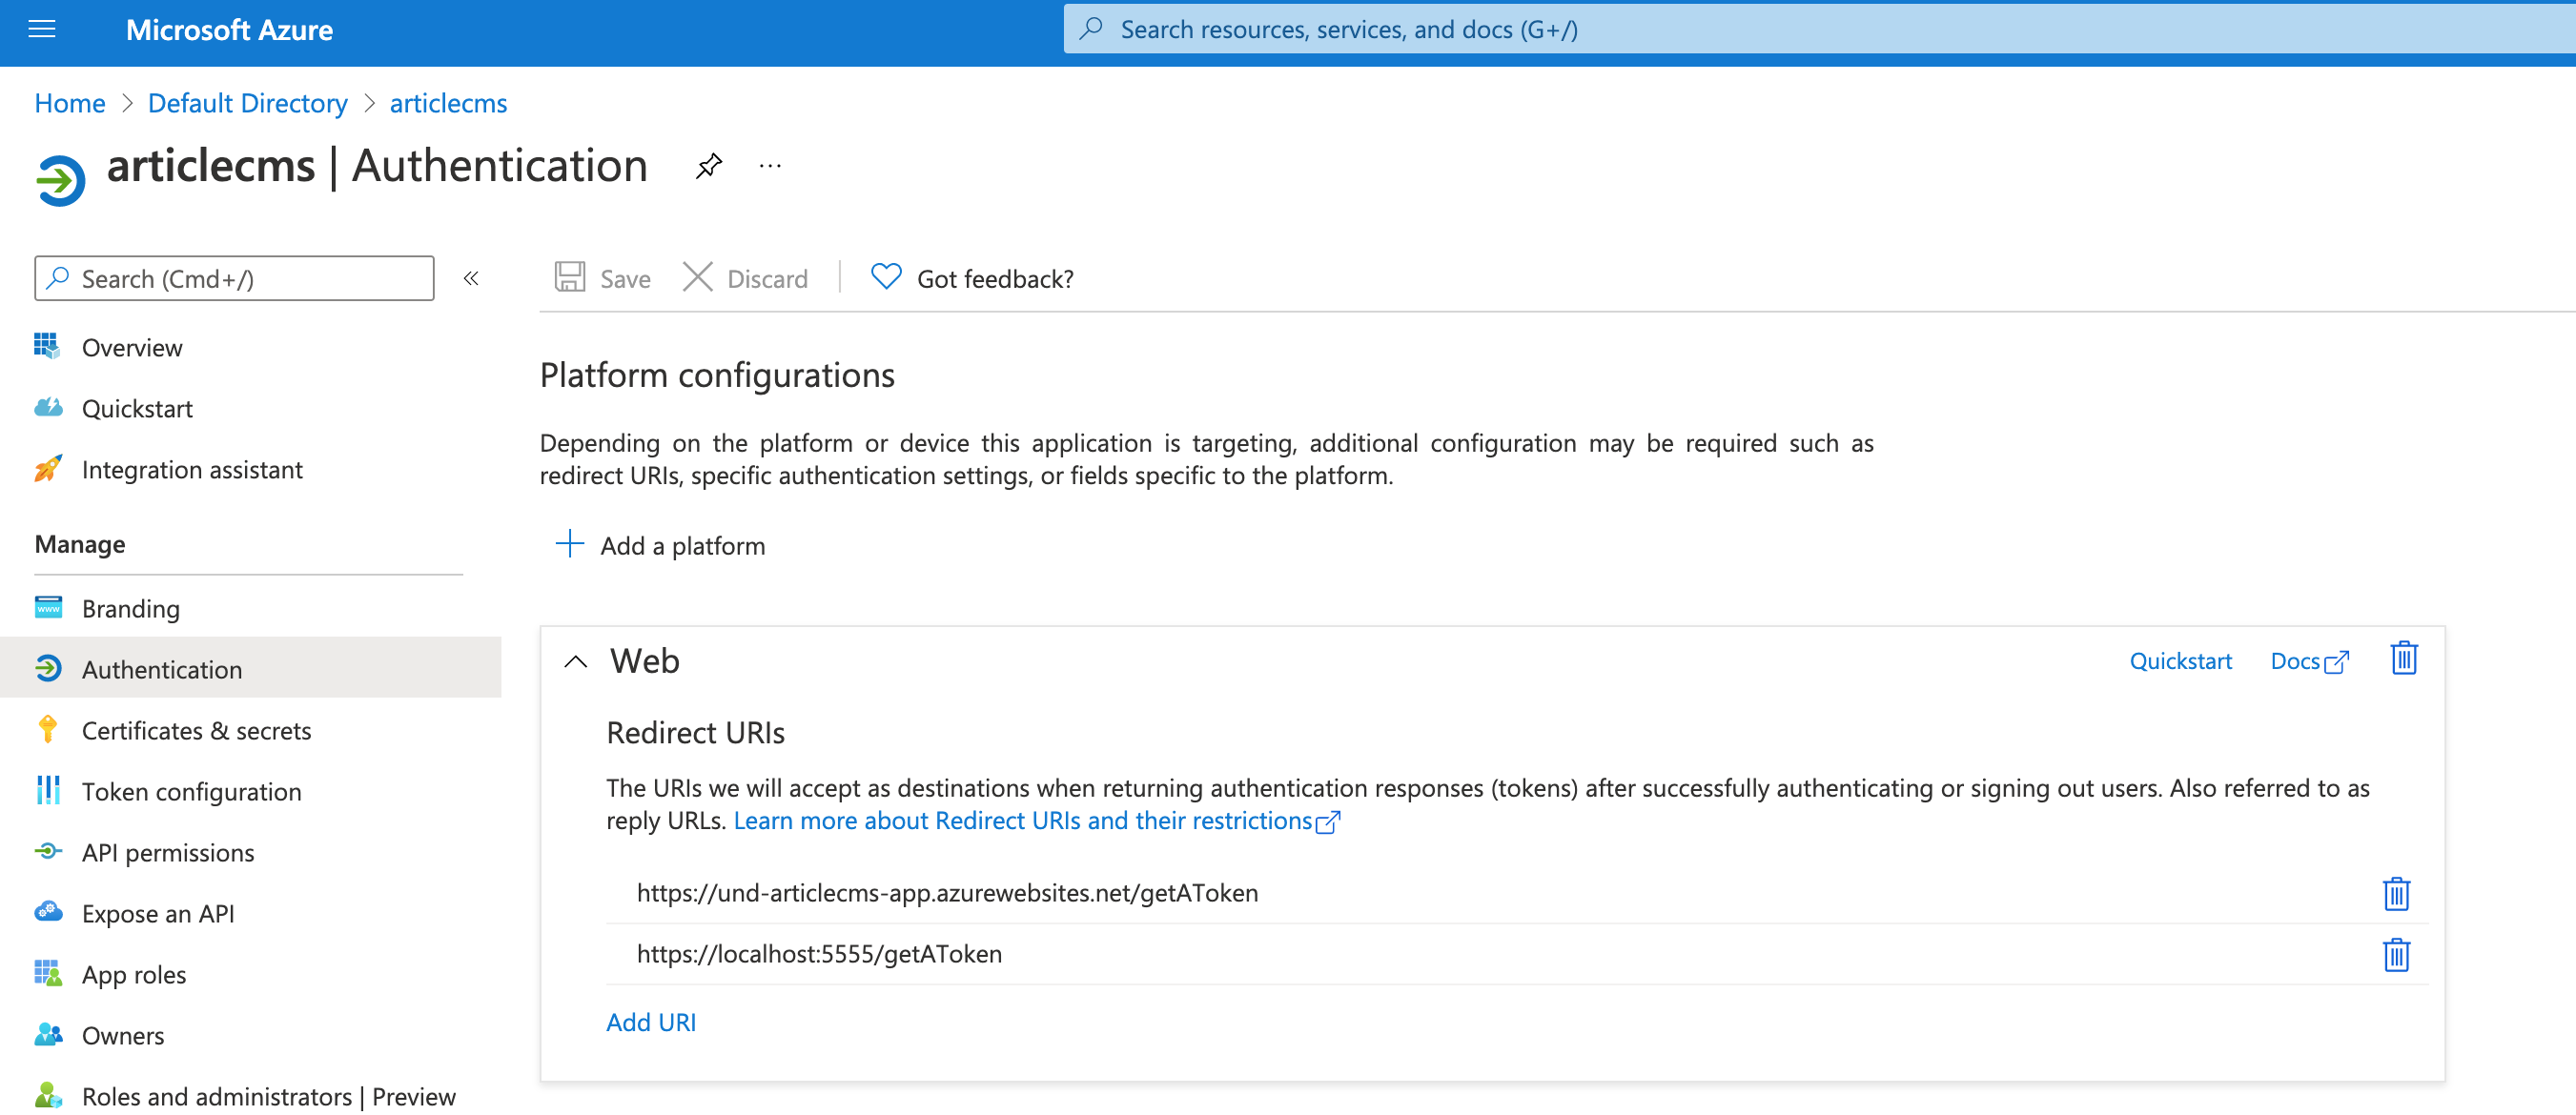 Microsoft Azure
Search resources, services, and docs (G+/)
Home > Default Directory > articlecms
articlecms | Authentication
Search (Cmd+/)
Overview
Quickstart
Integration assistant
Manage
Branding
Authentication
Certificates & secrets
Token configuration
API permissions
Expose an API
App roles
Owners
Roles and administrators | Preview
Save
Discard
Got feedback?
Platform configurations
Depending on the platform or device this application is targeting, additional configuration may be required such as
redirect URIs, specific authentication settings, or fields specific to the platform.
Add a platform
Web
Quickstart
Docs
Redirect URIs
The URIs we will accept as destinations when returning authentication responses (tokens) after successfully authenticating or signing out users. Also referred to as
reply URLs. Learn more about Redirect URIs and their restrictions
https://und-articlecms-app.azurewebsites.net/getAToken
https://localhost:5555/getAToken
Add URI